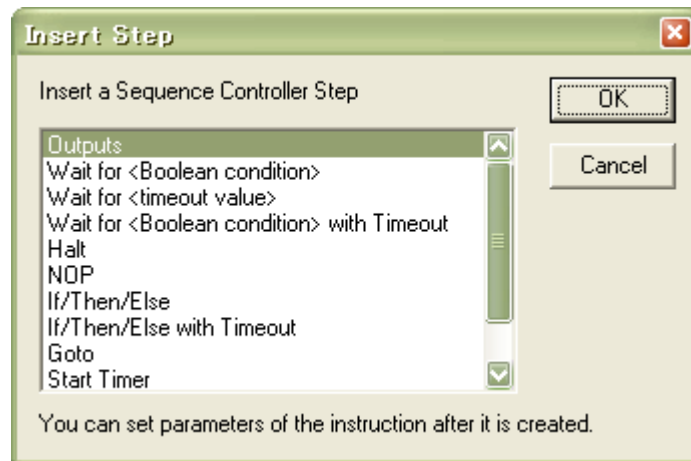 Insert Step
Insert a Sequence Controller Step
OK
Cancel
Outputs
Wait for <Boolean condition>
Wait for <timeout value>
Wait for <Boolean condition> with Timeout
Halt
NOP
If/Then/Else
If/Then/Else with Timeout
Goto
Start Timer
You can set parameters of the instruction after it is created.